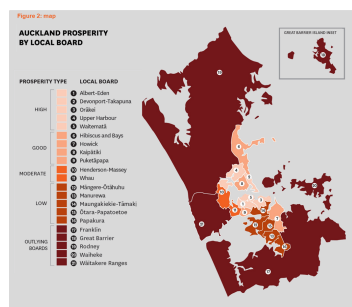 Figure 2: map
AUCKLAND PROSPERITY
BY LOCAL BOARD
GREAT BARRIER ISLAND INSET
PROSPERITY TYPE LOCAL BOARD
HIGH
1 Albert-Eden
2 Devonport-Takapuna
3 Ōrākei
4 Upper Harbour
5 Waitematā
GOOD
6 Hibiscus and Bays
7 Howick
8 Kaipātiki
9 Puketāpapa
MODERATE
10 Henderson-Massey
11 Whau
LOW
12 Māngere-Ōtāhuhu
13 Manurewa
14 Maungakiekie-Tāmaki
15 Ōtara-Papatoetoe
16 Papakura
OUTLYING
BOARDS
17 Franklin
18 Great Barrier
19 Rodney
20 Waiheke
21 Waitakere Ranges